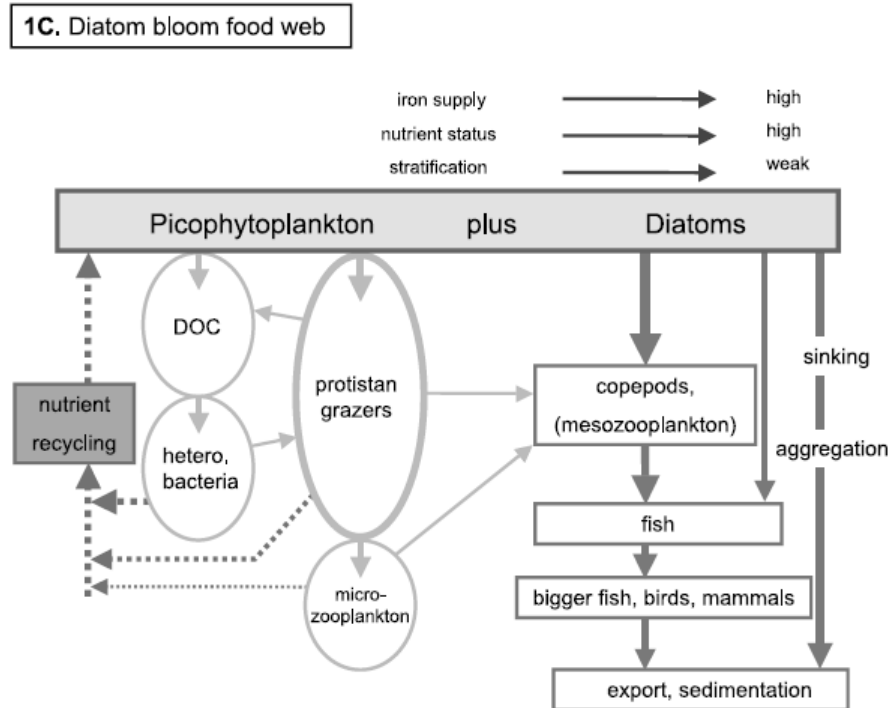 1C. Diatom bloom food web
iron supply high
nutrient status high
stratification weak
Picophytoplankton plus Diatoms
DOC
sinking
protistan
grazers
copepods,
(mesozooplankton)
nutrient
recycling
hetero,
bacteria
aggregation
fish
micro-
zooplankton
bigger fish, birds, mammals
export, sedimentation